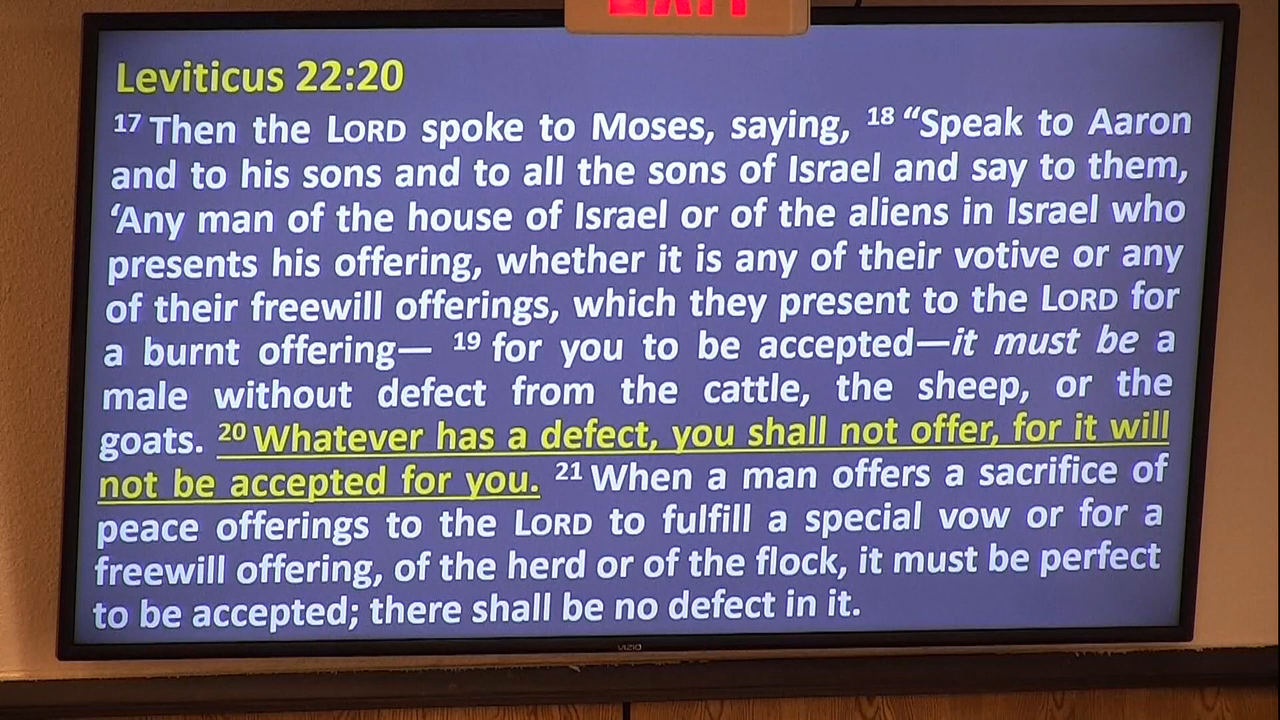 EXIT
Leviticus 22:20
17 Then the LORD spoke to Moses, saying, 18 “Speak to Aaron
and to his sons and to all the sons of Israel and say to them,
‘Any man of the house of Israel or of the aliens in Israel who
presents his offering, whether it is any of their votive or any
of their freewill offerings, which they present to the LORD for
a burnt offering— 19 for you to be accepted—it must be a
male without defect from the cattle, the sheep, or the
goats. 20 Whatever has a defect, you shall not offer, for it will
not be accepted for you. 21 When a man offers a sacrifice of
peace offerings to the LORD to fulfill a special vow or for a
freewill offering, of the herd or of the flock, it must be perfect
to be accepted; there shall be no defect in it.
VIZIO